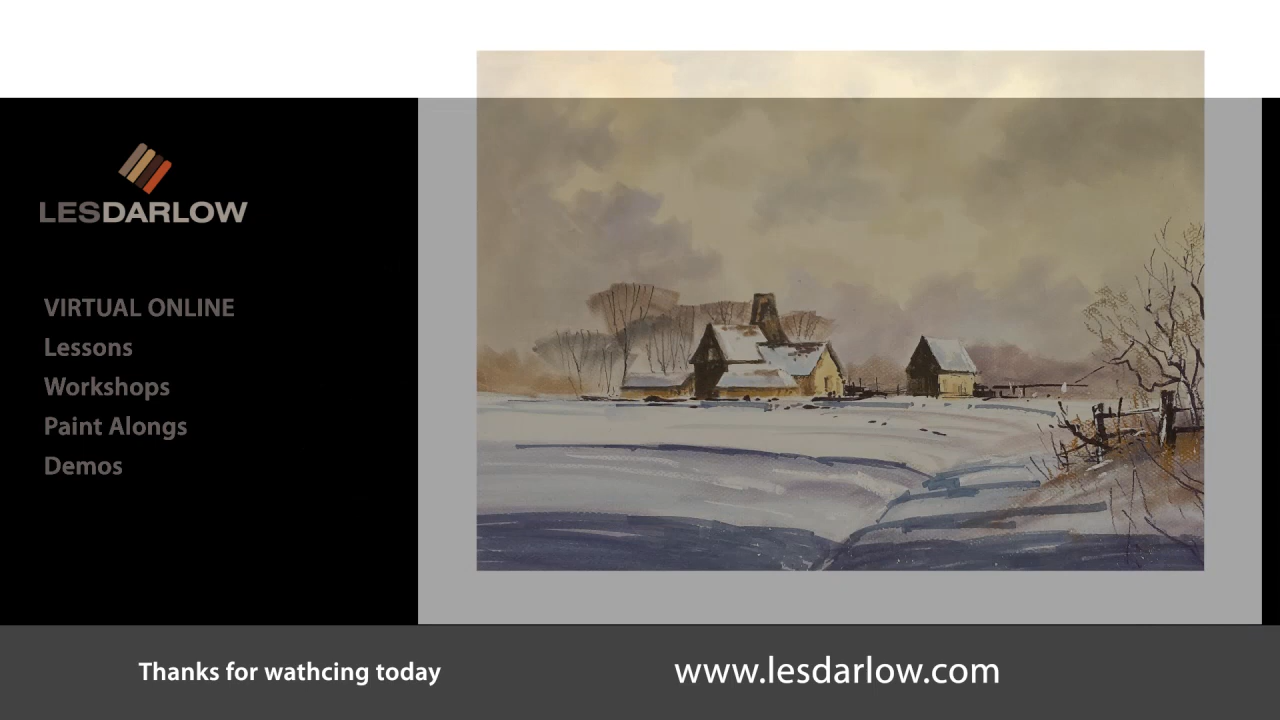 LESDARLOW
VIRTUAL ONLINE
Lessons
Workshops
Paint Alongs
Demos
Thanks for wathcing today
www.lesdarlow.com